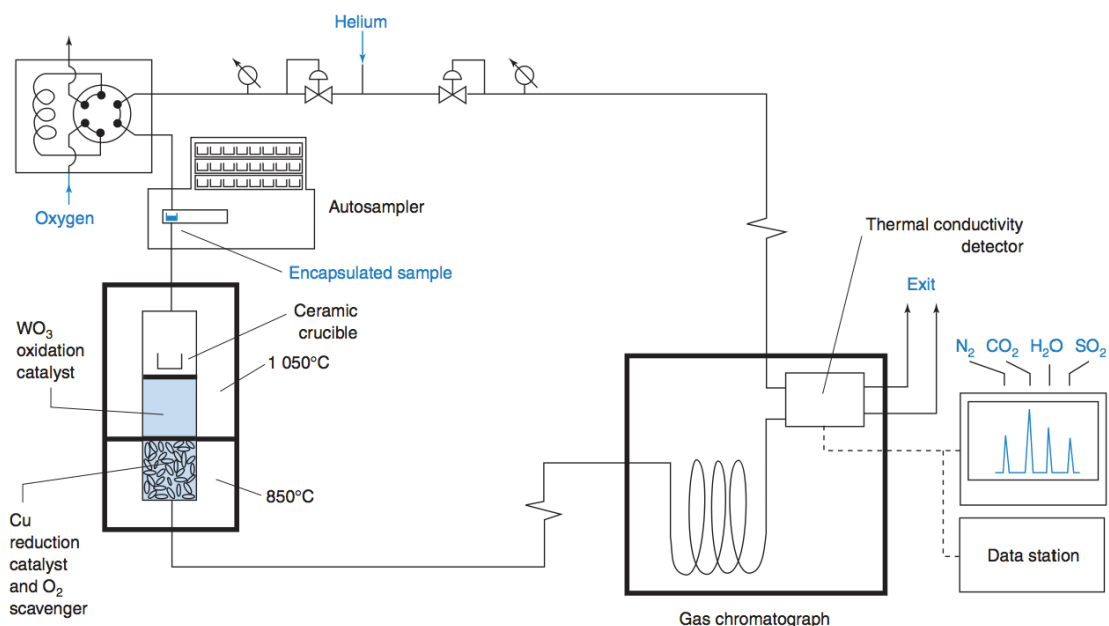 Helium
Oxygen
Autosampler
Encapsulated sample
Thermal conductivity
detector
Exit
WO3
oxidation
catalyst
Ceramic
crucible
1 050°C
N2 CO2 H2O SO2
850°C
Cu
reduction
catalyst
and O2
scavenger
Data station
Gas chromatograph